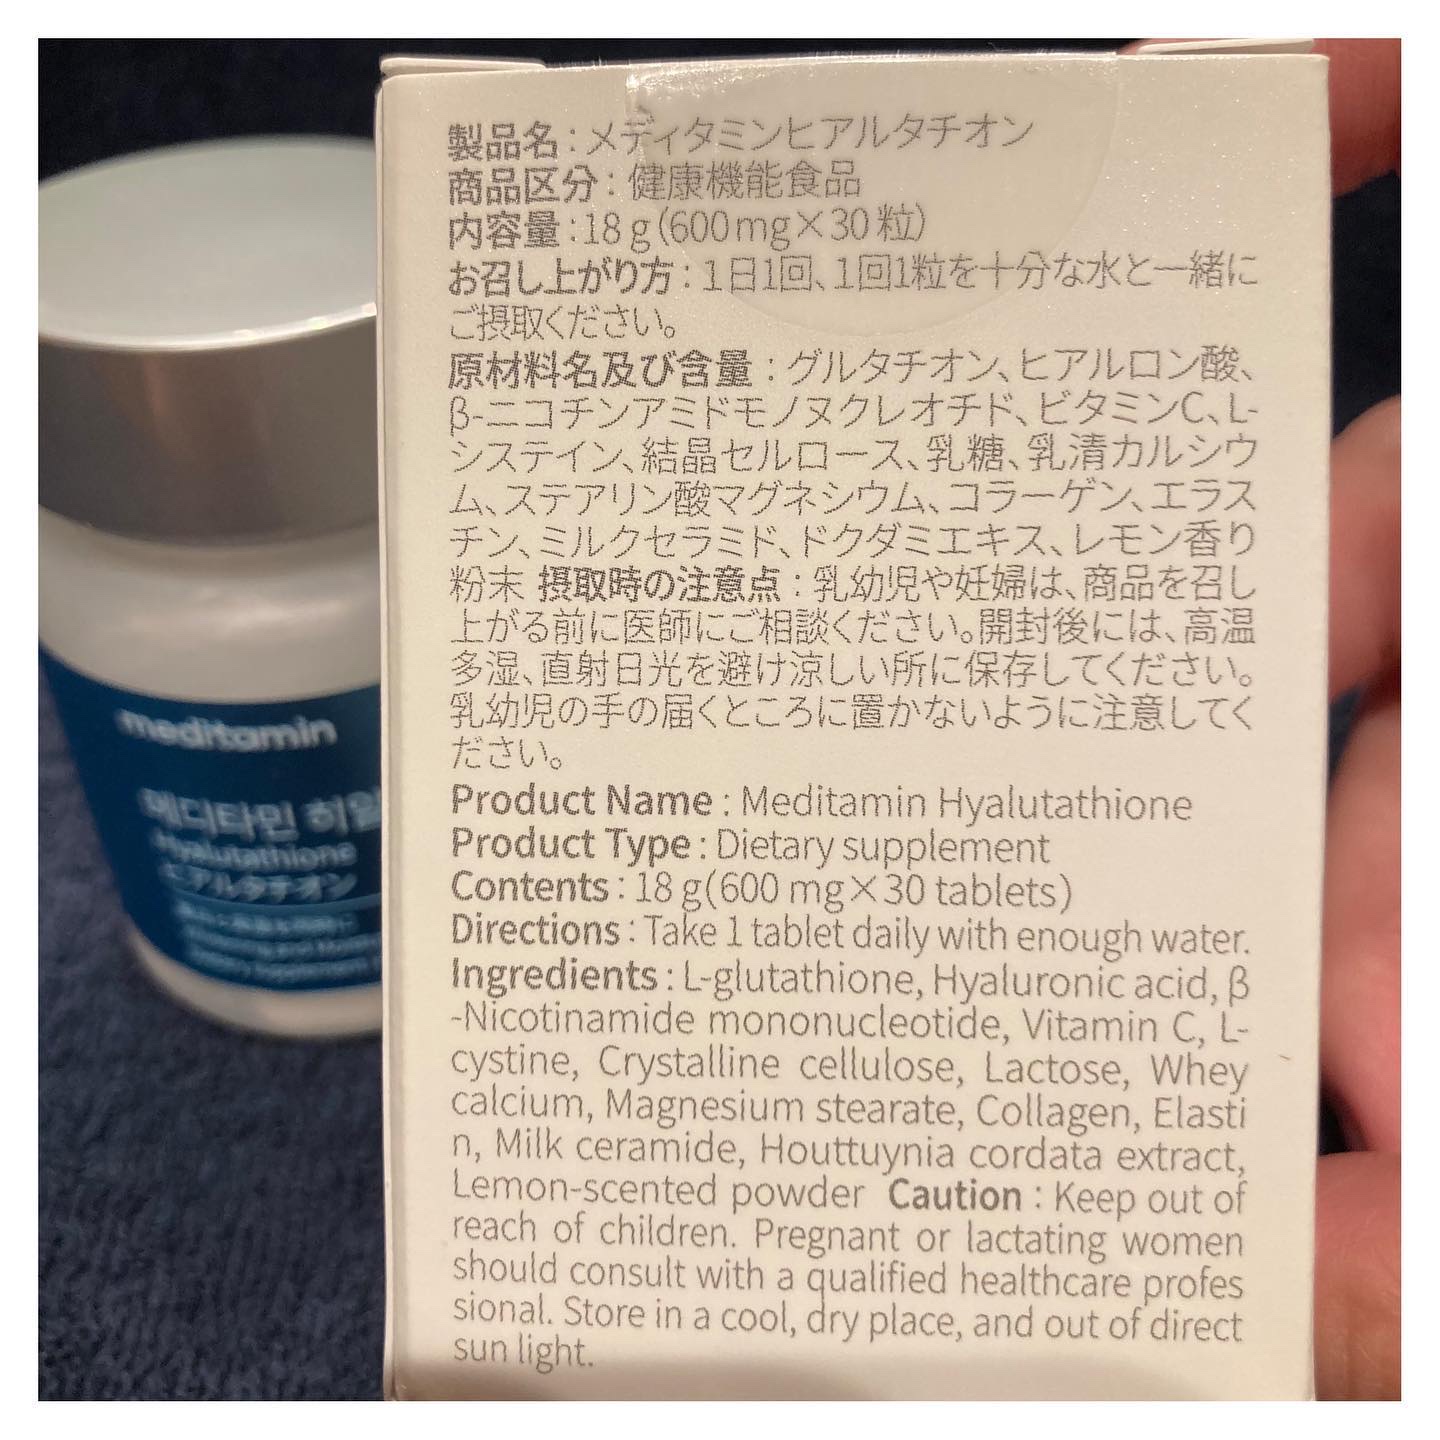 製品名：メディタミンヒアルタチオン
商品区分：健康機能食品
内容量：18 g（600 mg×30 粒）
お召し上がり方：1日1回、1回1粒を十分な水と一緒に
ご摂取ください。
原材料名及び含量：グルタチオン、ヒアルロン酸、
β-ニコチンアミドモノヌクレオチド、ビタミンC、L-
システイン、結晶セルロース、乳糖、乳清カルシウ
ム、ステアリン酸マグネシウム、コラーゲン、エラス
チン、ミルクセラミド、ドクダミエキス、レモン香り
粉末 摂取時の注意点：乳幼児や妊婦は、商品を召し
上がる前に医師にご相談ください。開封後には、高温
多湿、直射日光を避け涼しい所に保存してください。
乳幼児の手の届くところに置かないように注意してく
ださい。
Product Name : Meditamin Hyalutathione
Product Type : Dietary supplement
Contents : 18 g(600 mg×30 tablets)
Directions : Take 1 tablet daily with enough water.
Ingredients : L-glutathione, Hyaluronic acid, β
-Nicotinamide mononucleotide, Vitamin C, L-
cystine, Crystalline cellulose, Lactose, Whey
calcium, Magnesium stearate, Collagen, Elasti
n, Milk ceramide, Houttuynia cordata extract,
Lemon-scented powder Caution : Keep out of
reach of children. Pregnant or lactating women
should consult with a qualified healthcare profes
sional. Store in a cool, dry place, and out of direct
sun light.
meditamin
메디타민 히알
Hyalutathione
ヒアルタチオン